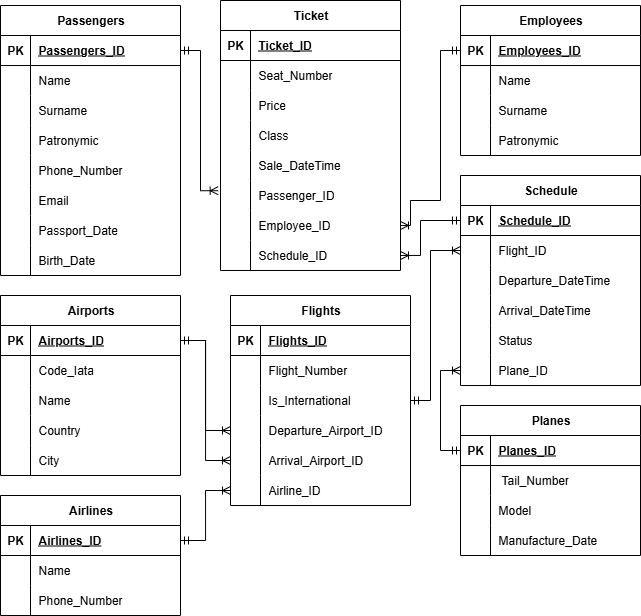 Passengers
PK Passengers_ID
Name
Surname
Patronymic
Phone_Number
Email
Passport_Date
Birth_Date
Ticket
PK Ticket_ID
Seat_Number
Price
Class
Sale_DateTime
Passenger_ID
Employee_ID
Schedule_ID
Employees
PK Employees_ID
Name
Surname
Patronymic
Schedule
PK Schedule_ID
Flight_ID
Departure_DateTime
Arrival_DateTime
Status
Plane_ID
Airports
PK Airports_ID
Code_Iata
Name
Country
City
Flights
PK Flights_ID
Flight_Number
Is_International
Departure_Airport_ID
Arrival_Airport_ID
Airline_ID
Planes
PK Planes_ID
Tail_Number
Model
Manufacture_Date
Airlines
PK Airlines_ID
Name
Phone_Number